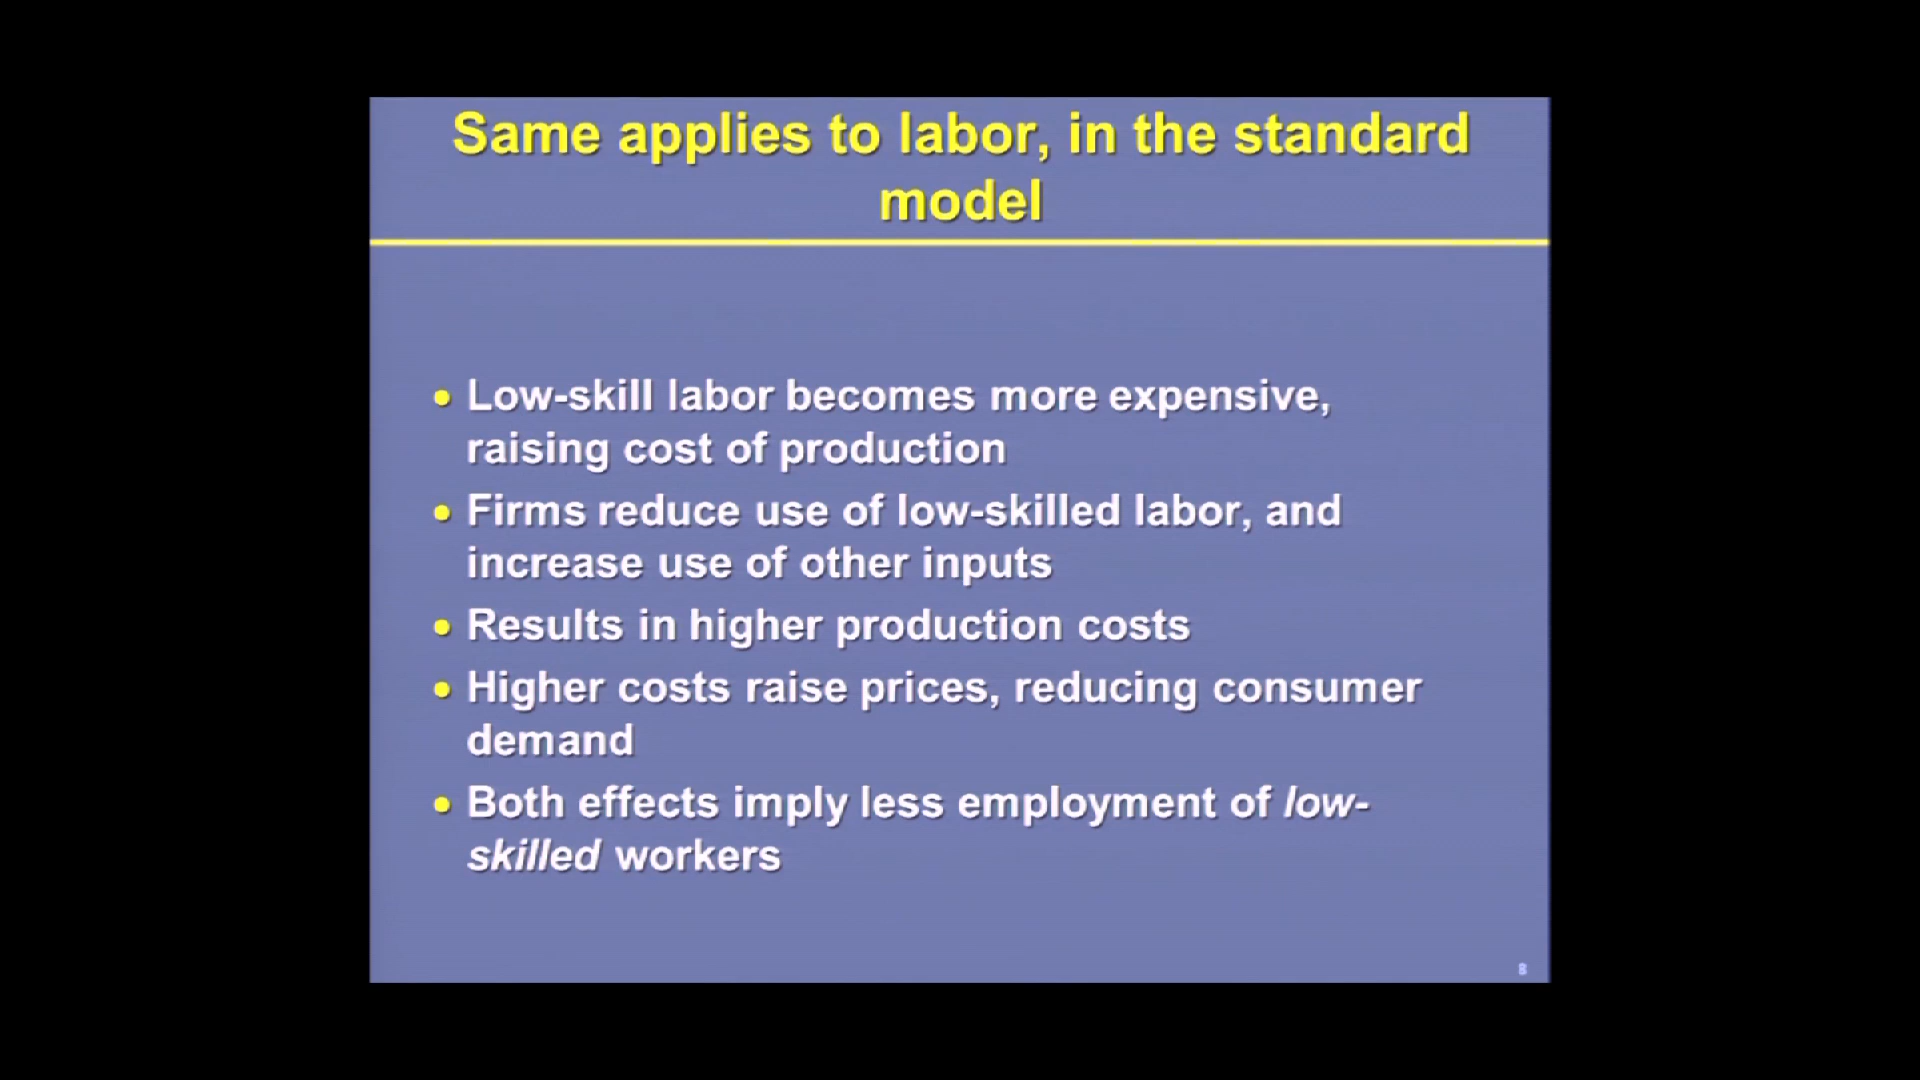 Same applies to labor, in the standard
model
• Low-skill labor becomes more expensive,
raising cost of production
• Firms reduce use of low-skilled labor, and
increase use of other inputs
• Results in higher production costs
• Higher costs raise prices, reducing consumer
demand
• Both effects imply less employment of low-
skilled workers
8